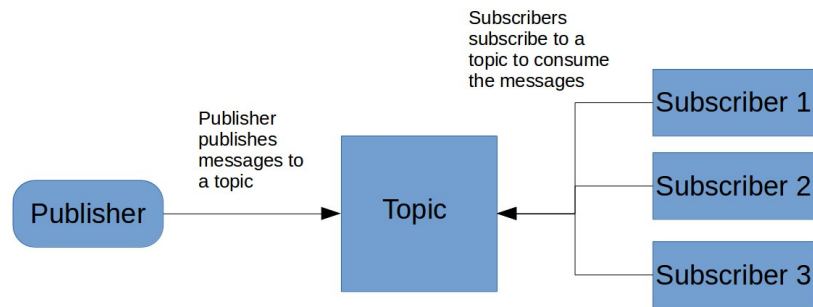 Subscribers
subscribe to a
topic to consume
the messages
Subscriber 1
Publisher
publishes
messages to
a topic
Subscriber 2
Publisher
Topic
Subscriber 3